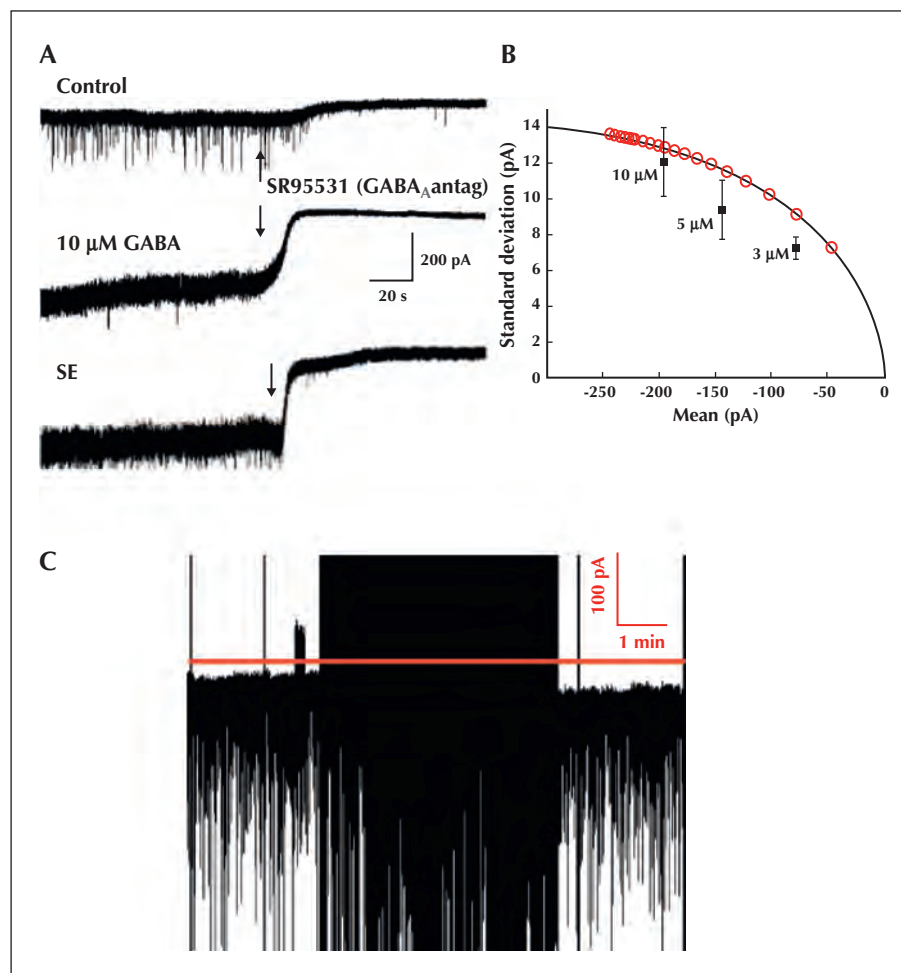 A
Control
SR95531 (GABA_A antag)
10 µM GABA
200 pA
20 s
SE
B
Standard deviation (pA)
14
12
10
8
6
4
2
0
10 µM
5 µM
3 µM
-250
-200
-150
-100
-50
0
Mean (pA)
C
100 pA
1 min